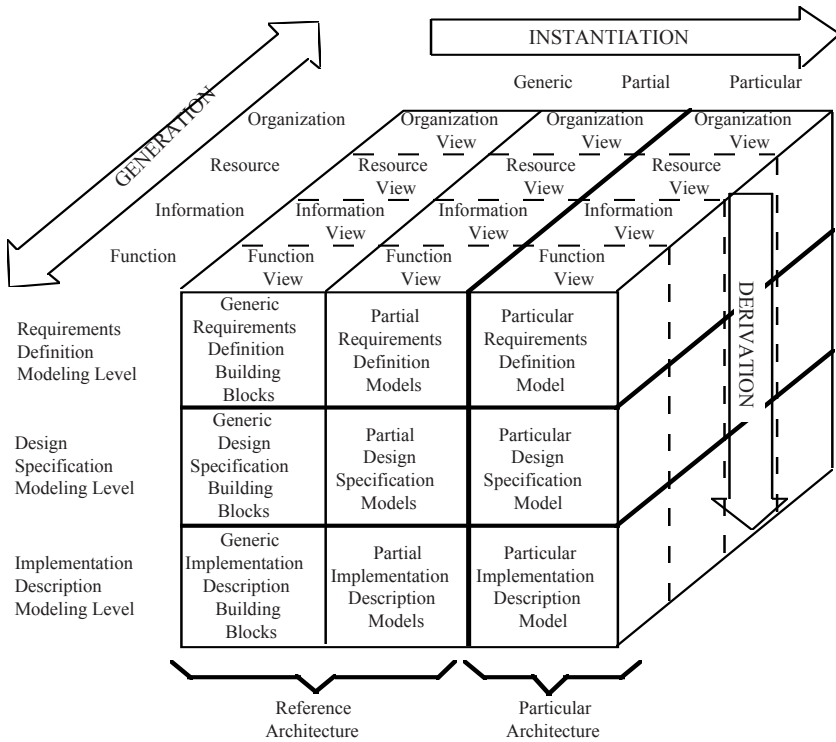 INSTANTIATION
GENERATION
Generic Partial Particular
Organization
Resource
Information
Function
Organization
View
Organization
View
Organization
View
Resource
View
Resource
View
Resource
View
Information
View
Information
View
Information
View
Function
View
Function
View
Function
View
DERIVATION
Requirements
Definition
Modeling Level
Generic
Requirements
Definition
Building
Blocks
Partial
Requirements
Definition
Models
Particular
Requirements
Definition
Model
Design
Specification
Modeling Level
Generic
Design
Specification
Building
Blocks
Partial
Design
Specification
Models
Particular
Design
Specification
Model
Implementation
Description
Modeling Level
Generic
Implementation
Description
Building
Blocks
Partial
Implementation
Description
Models
Particular
Implementation
Description
Model
Reference
Architecture
Particular
Architecture